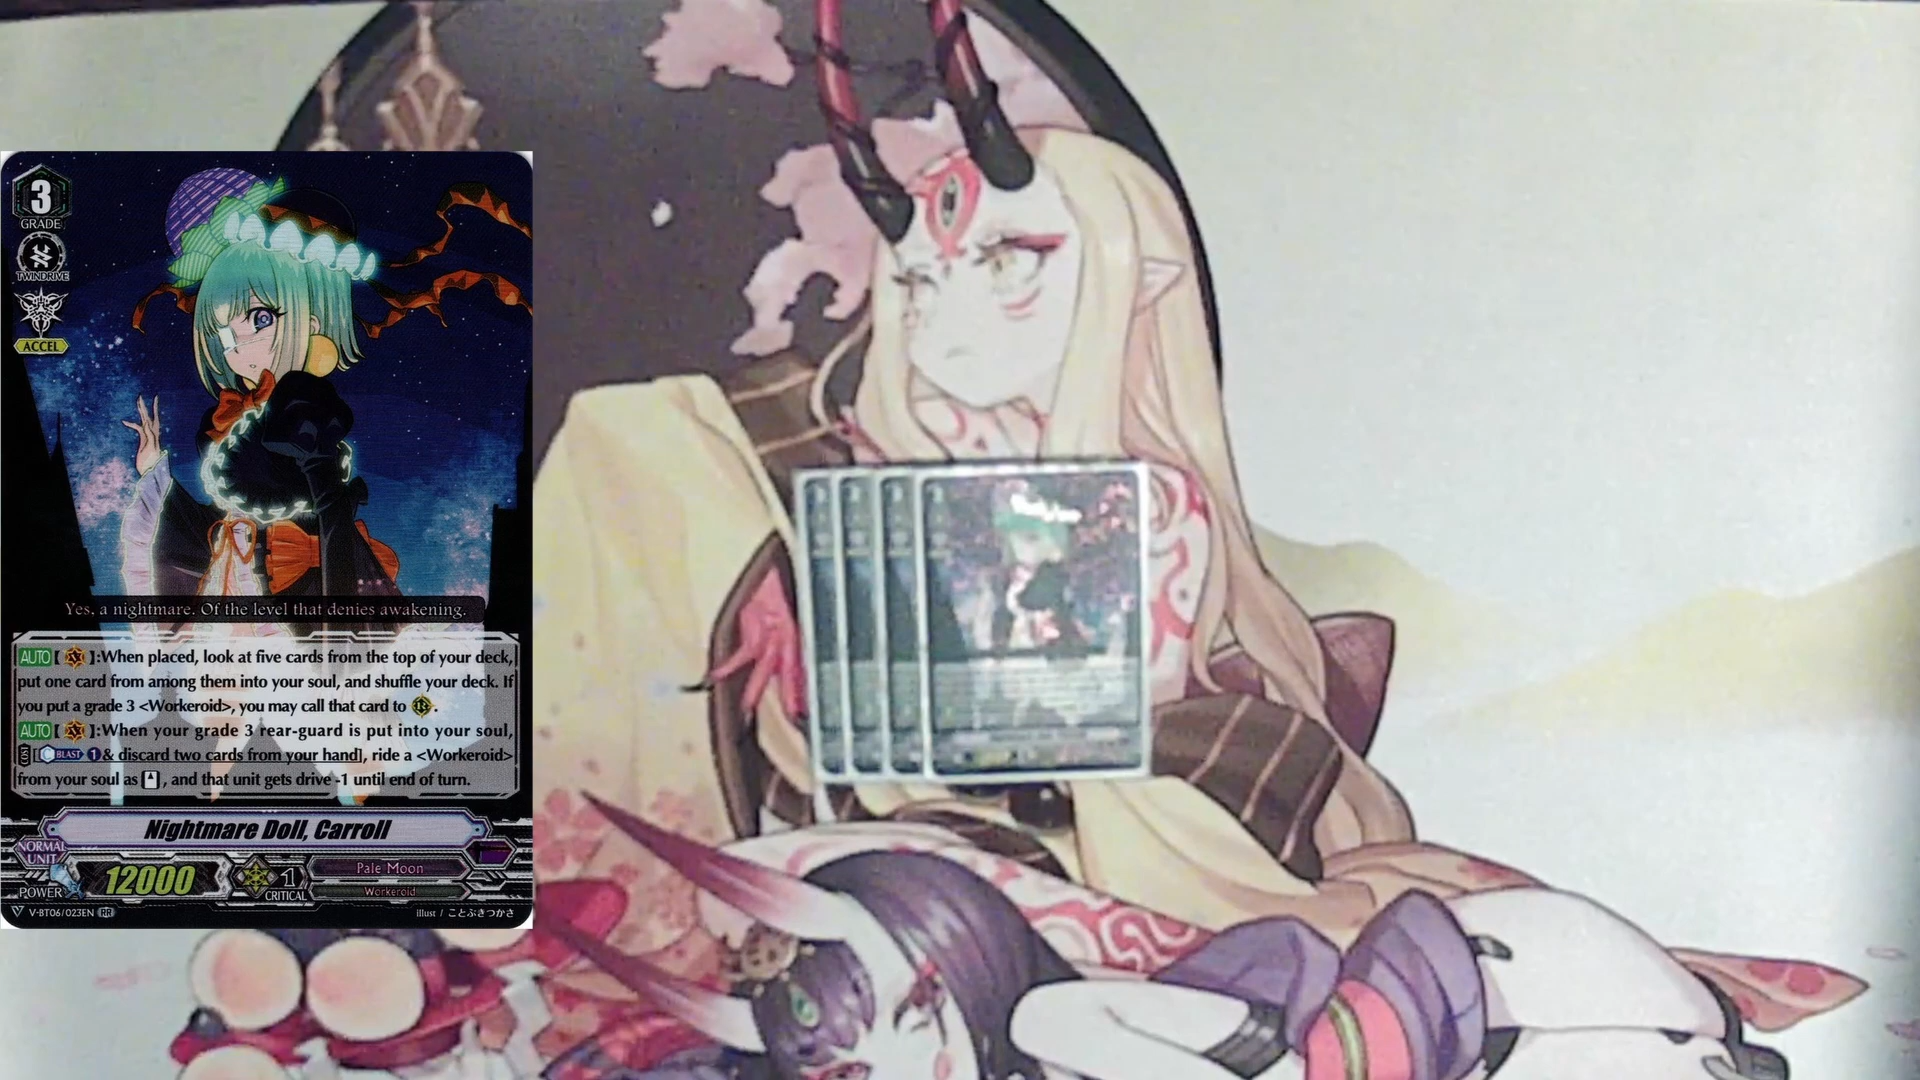 3
GRADE
TWINDRIVE
ACCEL
Yes, a nightmare. Of the level that denies awakening.
AUTO【】:When placed, look at five cards from the top of your deck,
put one card from among them into your soul, and shuffle your deck. If
you put a grade 3 <Workeroid>, you may call that card to .
AUTO【】:When your grade 3 rear-guard is put into your soul,
[BLAST 1 & discard two cards from your hand], ride a <Workeroid>
from your soul as , and that unit gets drive -1 until end of turn.
Nightmare Doll, Carroll
NORMAL
UNIT
POWER 12000 1 CRITICAL
Pale Moon
Workeroid
V-BT06/023EN RR illust / ことぶきつかさ